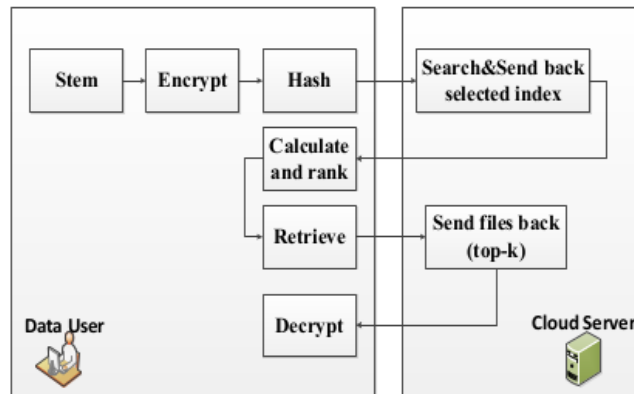 Stem
Encrypt
Hash
Search&Send back
selected index
Calculate
and rank
Retrieve
Send files back
(top-k)
Decrypt
Data User
Cloud Server